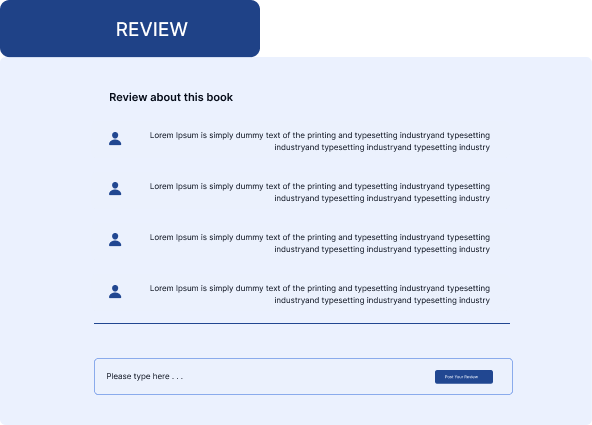 REVIEW
Review about this book
Lorem Ipsum is simply dummy text of the printing and typesetting industryand typesetting
industryand typesetting industryand typesetting industry
Lorem Ipsum is simply dummy text of the printing and typesetting industryand typesetting
industryand typesetting industryand typesetting industry
Lorem Ipsum is simply dummy text of the printing and typesetting industryand typesetting
industryand typesetting industryand typesetting industry
Lorem Ipsum is simply dummy text of the printing and typesetting industryand typesetting
industryand typesetting industryand typesetting industry
Please type here . . .
Post Your Review